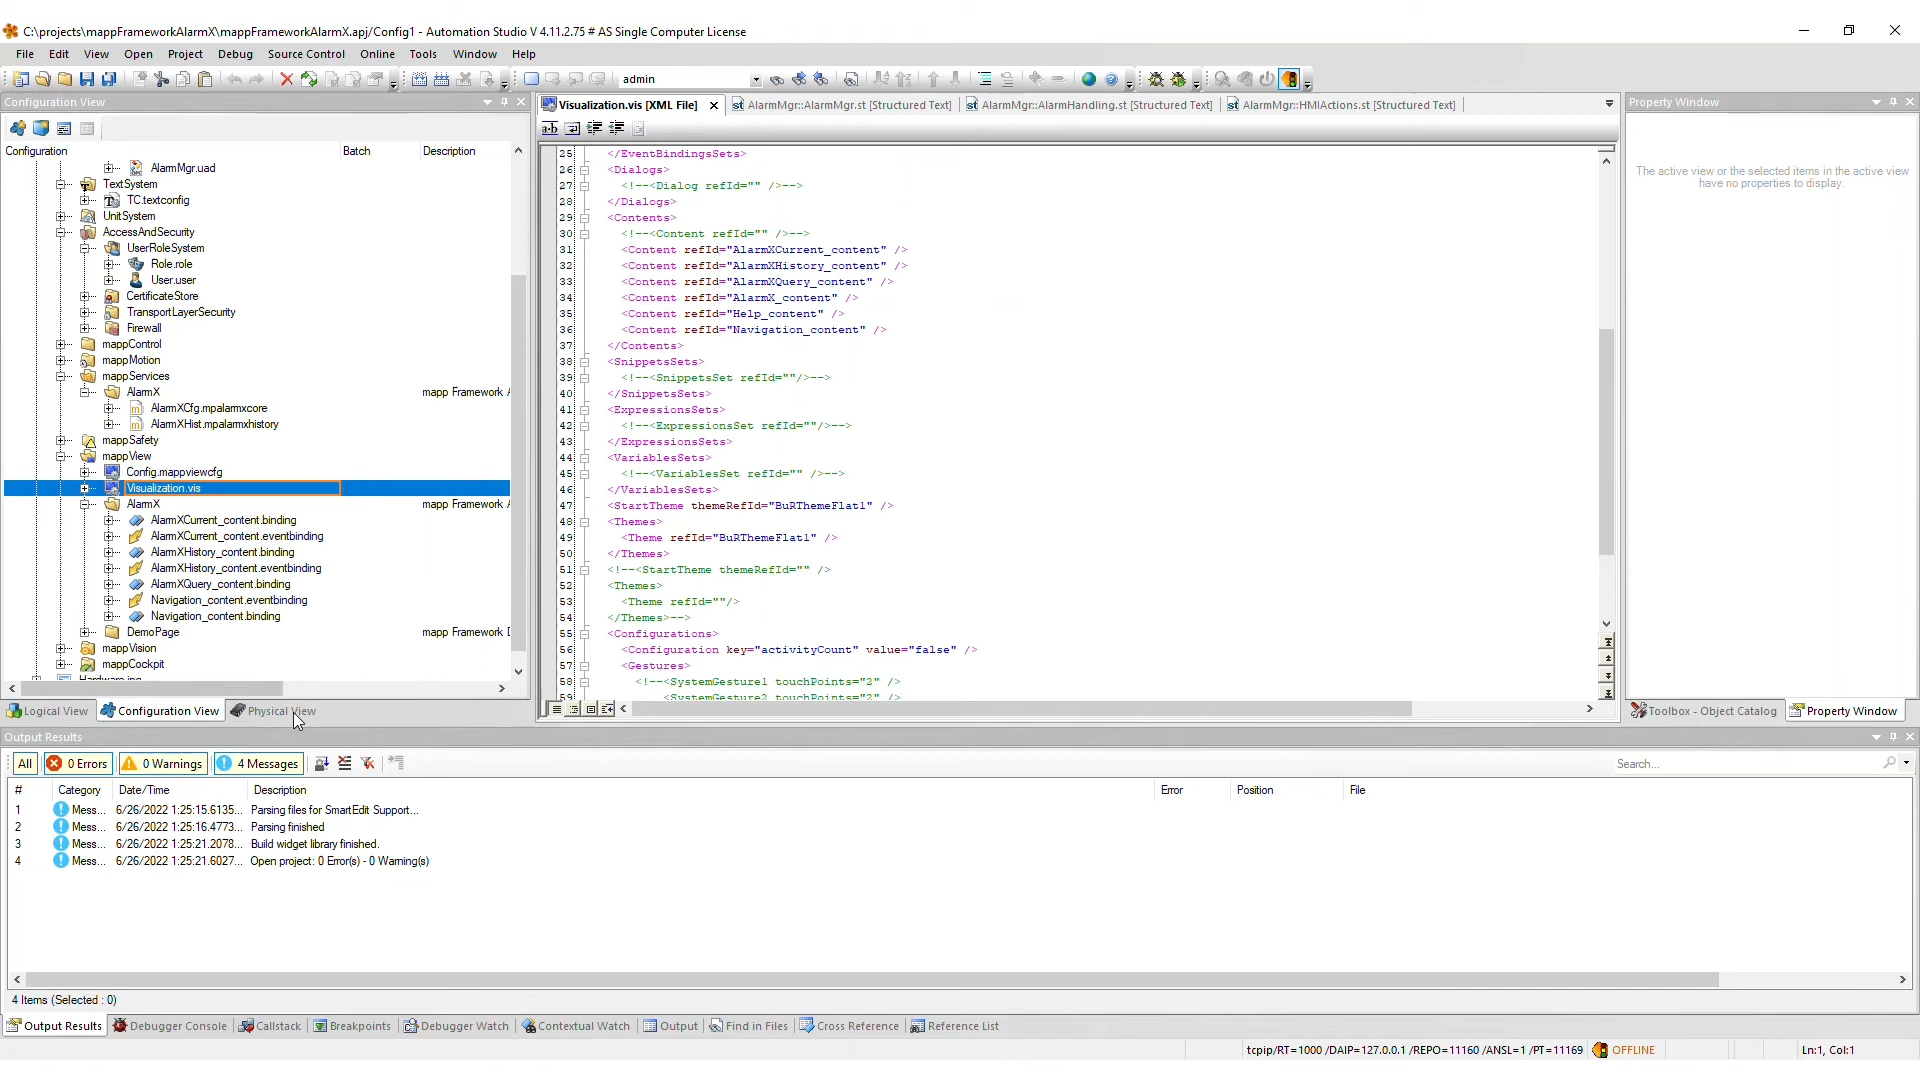 C:\projects\mappFrameworkAlarmX\mappFrameworkAlarmX.apj/Config1 - Automation Studio V 4.11.2.75 # AS Single Computer License
File Edit View Open Project Debug Source Control Online Tools Window Help
admin
Configuration View
Visualization.vis [XML File] AlarmMgr::AlarmMgr.st [Structured Text] AlarmMgr::AlarmHandling.st [Structured Text] AlarmMgr::HMIActions.st [Structured Text]
Property Window
Configuration Batch Description
AlarmMgr.uad
TextSystem
TC.textconfig
UnitSystem
AccessAndSecurity
UserRoleSystem
Role.role
User.user
CertificateStore
TransportLayerSecurity
Firewall
mappControl
mappMotion
mappServices
AlarmX mapp Framework
AlarmXCfg.mpalarmxcore
AlarmXHist.mpalarmxhistory
mappSafety
mappView
Config.mappviewcfg
Visualization.vis
AlarmX mapp Framework
AlarmXCurrent_content.binding
AlarmXCurrent_content.eventbinding
AlarmXHistory_content.binding
AlarmXHistory_content.eventbinding
AlarmXQuery_content.binding
Navigation_content.eventbinding
Navigation_content.binding
DemoPage mapp Framework
mappVision
mappCockpit
Logical View Configuration View Physical View
25 </EventBindingsSets>
26 <Dialogs>
27 <!--<Dialog refId="" />-->
28 </Dialogs>
29 <Contents>
30 <!--<Content refId="" />-->
31 <Content refId="AlarmXCurrent_content" />
32 <Content refId="AlarmXHistory_content" />
33 <Content refId="AlarmXQuery_content" />
34 <Content refId="AlarmX_content" />
35 <Content refId="Help_content" />
36 <Content refId="Navigation_content" />
37 </Contents>
38 <SnippetsSets>
39 <!--<SnippetsSet refId=""/>-->
40 </SnippetsSets>
41 <ExpressionsSets>
42 <!--<ExpressionsSet refId=""/>-->
43 </ExpressionsSets>
44 <VariablesSets>
45 <!--<VariablesSet refId="" />-->
46 </VariablesSets>
47 <StartTheme themeRefId="BuRThemeFlat1" />
48 <Themes>
49 <Theme refId="BuRThemeFlat1" />
50 </Themes>
51 <!--<StartTheme themeRefId="" />
52 <Themes>
53 <Theme refId=""/>
54 </Themes>-->
55 <Configurations>
56 <Configuration key="activityCount" value="false" />
57 <Gestures>
58 <!--<SystemGesture1 touchPoints="2" />
59 <SystemGesture2 touchPoints="2" />
The active view or the selected items in the active view
have no properties to display.
Toolbox - Object Catalog Property Window
Output Results
All 0 Errors 0 Warnings 4 Messages Search...
# Category Date/Time Description Error Position File
1 Mess... 6/26/2022 1:25:15.6135... Parsing files for SmartEdit Support...
2 Mess... 6/26/2022 1:25:16.4773... Parsing finished
3 Mess... 6/26/2022 1:25:21.2078... Build widget library finished.
4 Mess... 6/26/2022 1:25:21.6027... Open project: 0 Error(s) - 0 Warning(s)
4 Items (Selected : 0)
Output Results Debugger Console Callstack Breakpoints Debugger Watch Contextual Watch Output Find in Files Cross Reference Reference List
tcpip/RT=1000 /DAIP=127.0.0.1 /REPO=11160 /ANSL=1 /PT=11169 OFFLINE Ln:1, Col:1